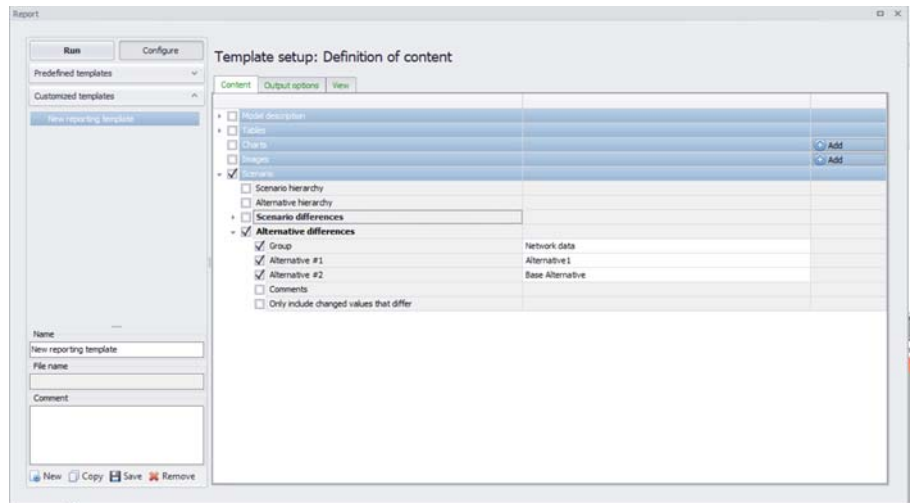 Report
Run Configure
Predefined templates
Customized templates
New reporting template
Name
New reporting template
File name
Comment
New Copy Save Remove
Template setup: Definition of content
Content Output options View
Model description
Tables
Charts Add
Images Add
Scenario
Scenario hierarchy
Alternative hierarchy
Scenario differences
Alternative differences
Group Network data
Alternative #1 Alternative1
Alternative #2 Base Alternative
Comments
Only include changed values that differ